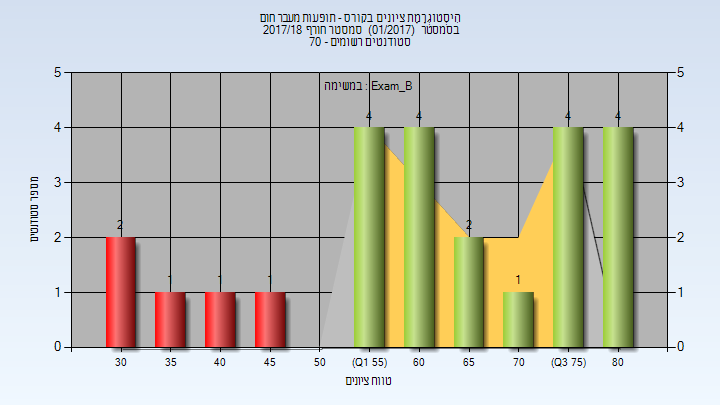 היסטוגרמת ציונים בקורס - תופעות מעבר חום
בסמסטר (01/2017) סמסטר חורף 2017/18
סטודנטים רשומים - 70
במשימה : Exam_B
מספר סטודנטים
5 5
4 4 4 4 4 4
3 3
2 2 2 2
1 1 1 1 1 1
0 0
30 35 40 45 50 (Q1 55) 60 65 70 (Q3 75) 80
טווח ציונים